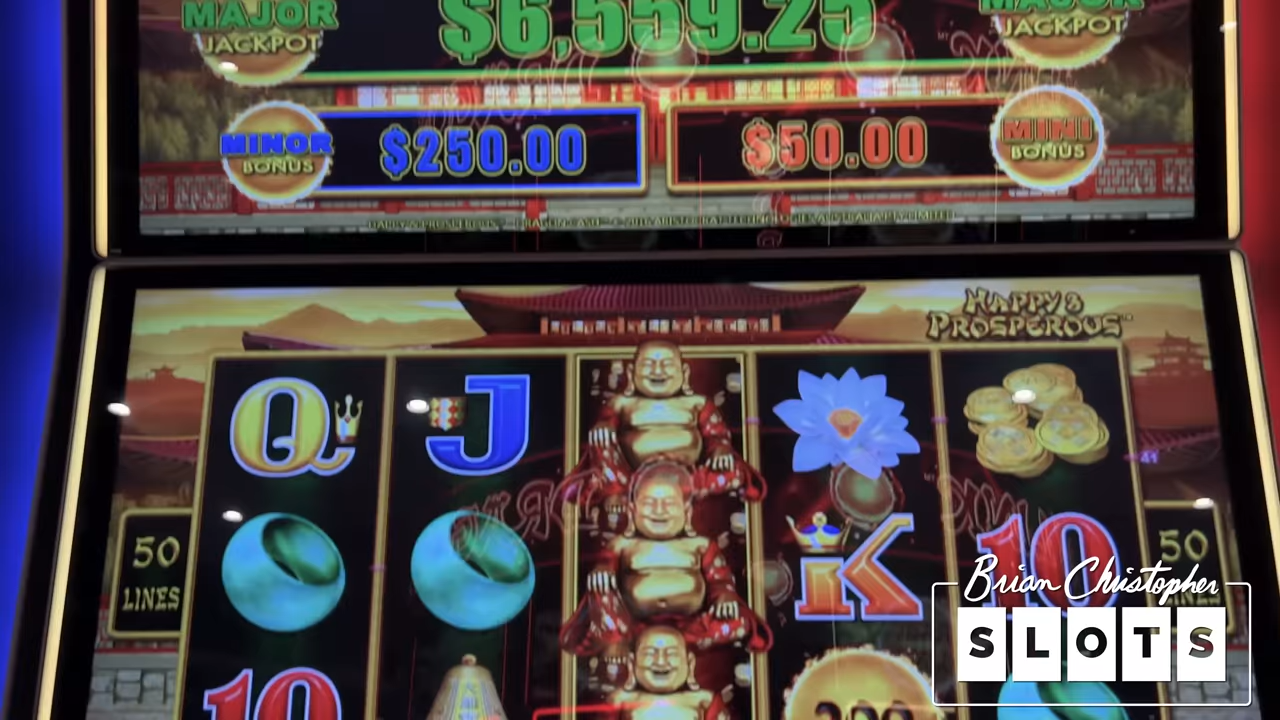 MAJOR
JACKPOT
$6,559.25
MAJOR
JACKPOT
MINOR
BONUS
$250.00
$50.00
MINI
BONUS
HAPPY &
PROSPEROUS™
Q
J
50
LINES
K
10
50
10
Brian Christopher
SLOTS